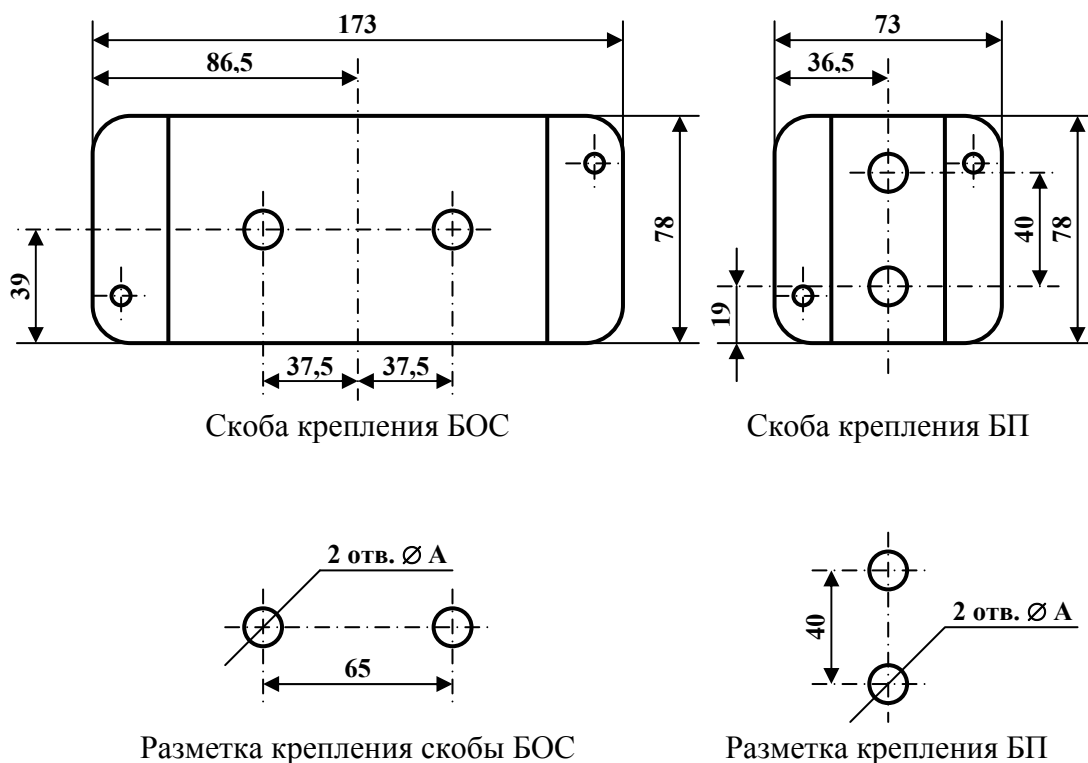 173
73
86,5
36,5
39
78
19
40
78
37,5
37,5
Скоба крепления БОС
Скоба крепления БП
2 отв. ∅ А
65
40
2 отв. ∅ А
Разметка крепления скобы БОС
Разметка крепления БП